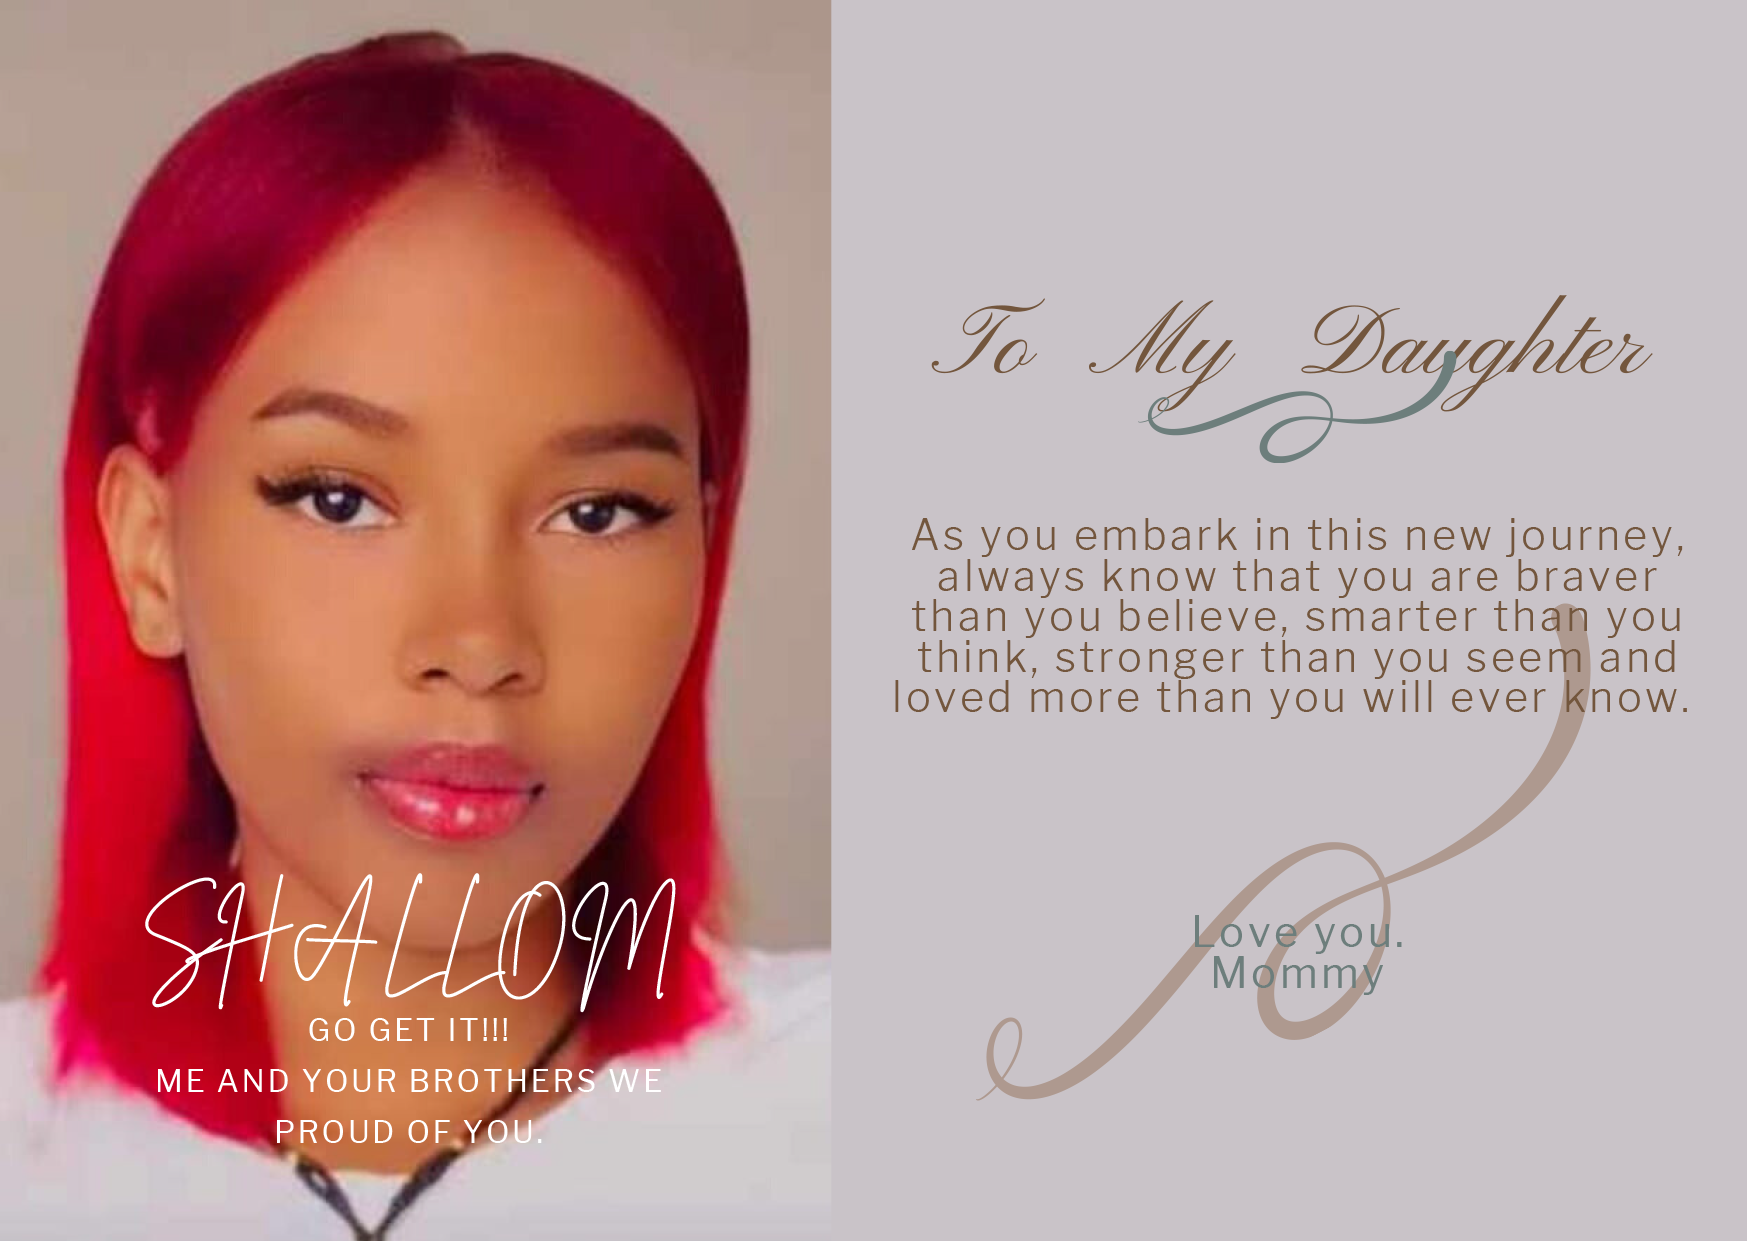 SHALLOM
GO GET IT!!!
ME AND YOUR BROTHERS WE
PROUD OF YOU.
To My Daughter
As you embark in this new journey,
always know that you are braver
than you believe, smarter than you
think, stronger than you seem and
loved more than you will ever know.
Love you.
Mommy